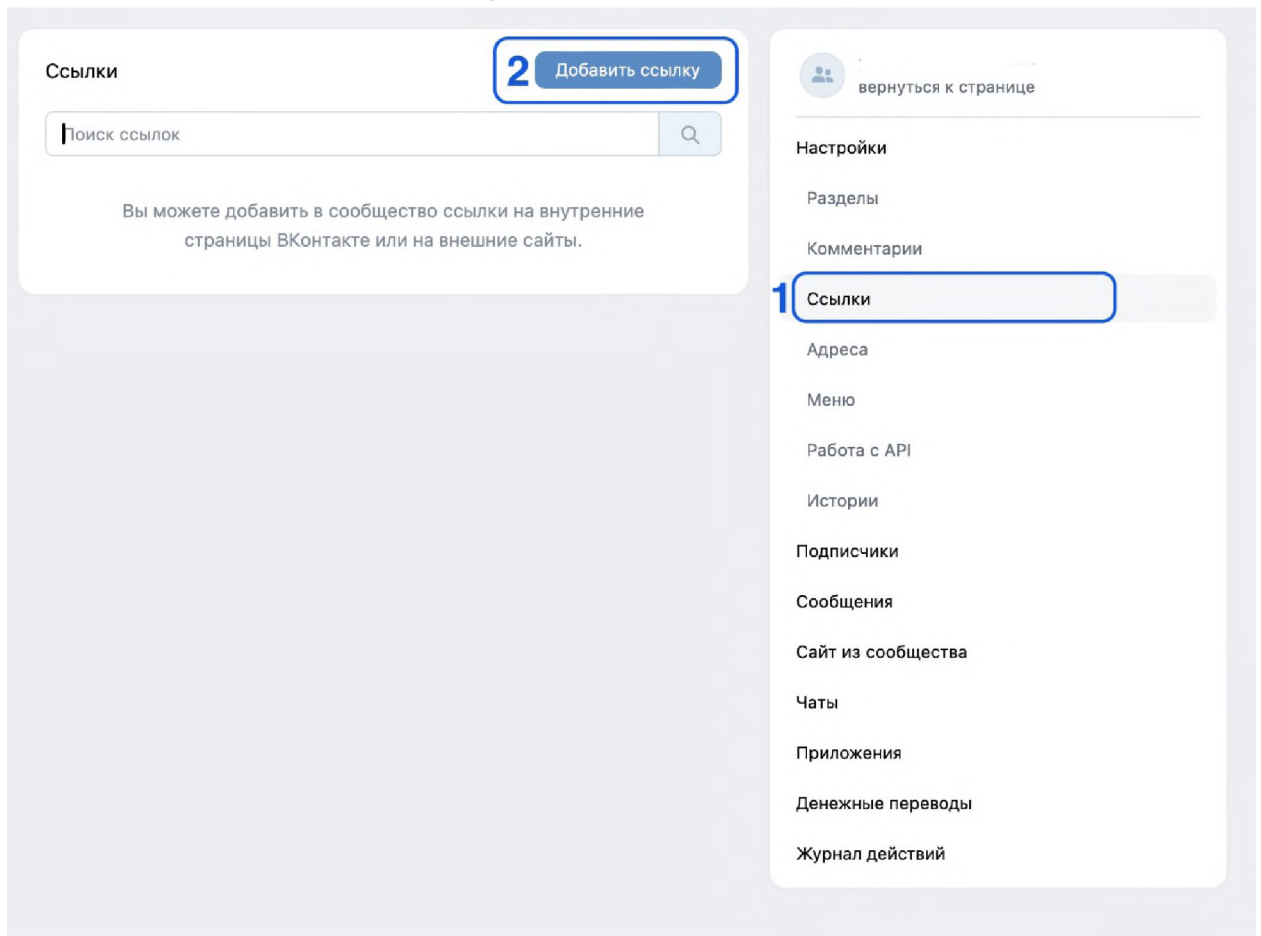 Ссылки
2 Добавить ссылку
Поиск ссылок
Вы можете добавить в сообщество ссылки на внутренние
страницы ВКонтакте или на внешние сайты.
вернуться к странице
Настройки
Разделы
Комментарии
1 Ссылки
Адреса
Меню
Работа с API
Истории
Подписчики
Сообщения
Сайт из сообщества
Чаты
Приложения
Денежные переводы
Журнал действий